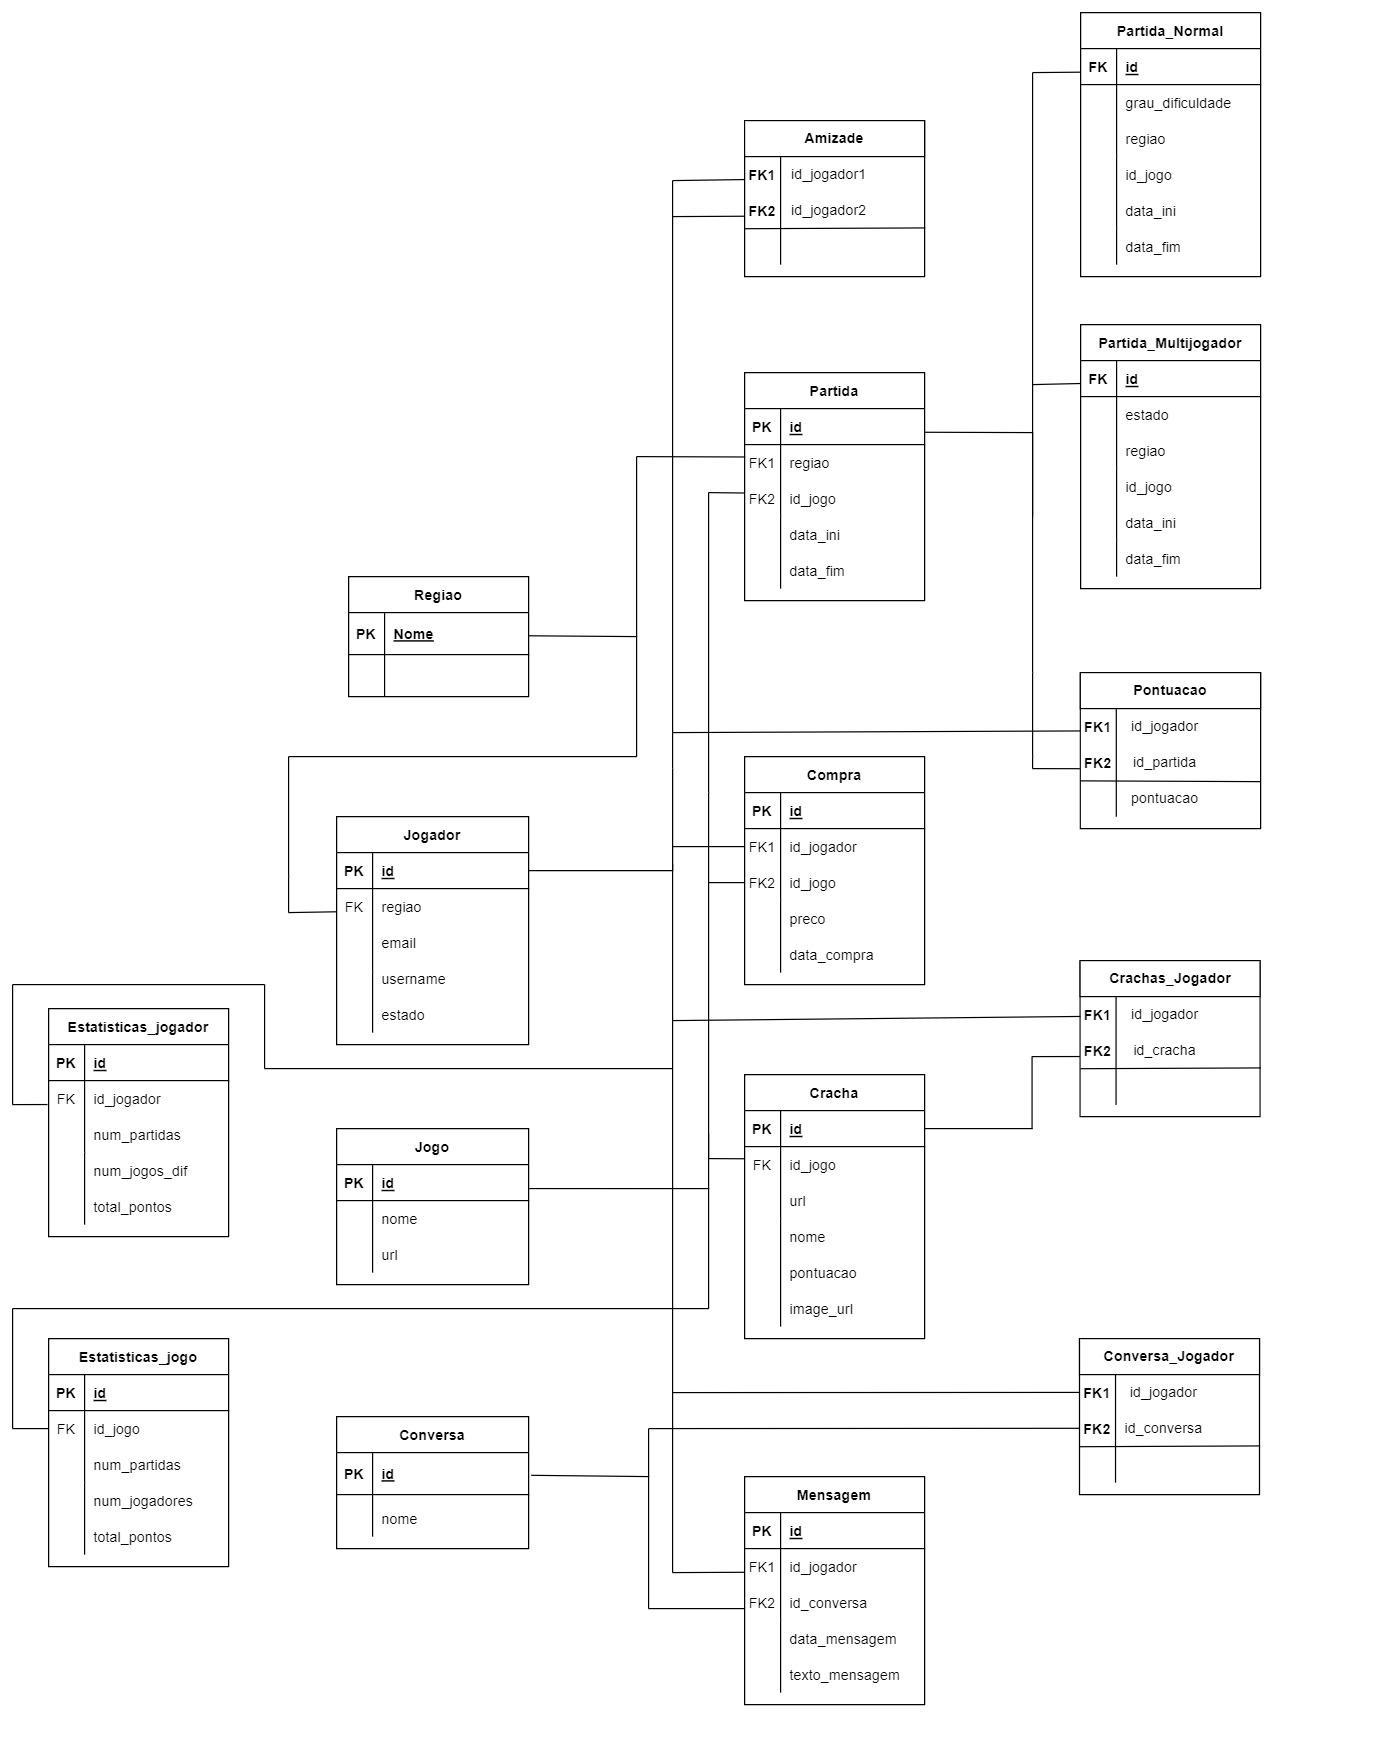 Partida_Normal
FK id
grau_dificuldade
regiao
id_jogo
data_ini
data_fim
Amizade
FK1 id_jogador1
FK2 id_jogador2
Partida_Multijogador
FK id
estado
regiao
id_jogo
data_ini
data_fim
Partida
PK id
FK1 regiao
FK2 id_jogo
data_ini
data_fim
Regiao
PK Nome
Pontuacao
FK1 id_jogador
FK2 id_partida
pontuacao
Compra
PK id
FK1 id_jogador
FK2 id_jogo
preco
data_compra
Jogador
PK id
FK regiao
email
username
estado
Crachas_Jogador
FK1 id_jogador
FK2 id_cracha
Estatisticas_jogador
PK id
FK id_jogador
num_partidas
num_jogos_dif
total_pontos
Cracha
PK id
FK id_jogo
url
nome
pontuacao
image_url
Jogo
PK id
nome
url
Estatisticas_jogo
PK id
FK id_jogo
num_partidas
num_jogadores
total_pontos
Conversa_Jogador
FK1 id_jogador
FK2 id_conversa
Conversa
PK id
nome
Mensagem
PK id
FK1 id_jogador
FK2 id_conversa
data_mensagem
texto_mensagem